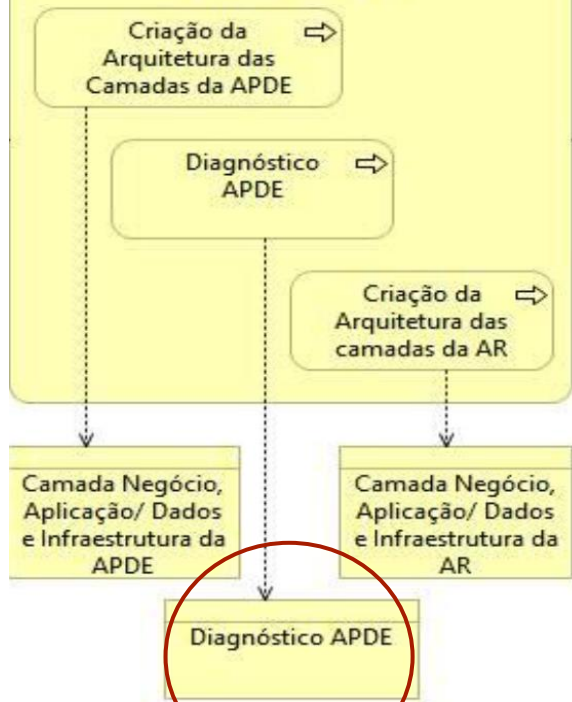 Criação da
Arquitetura das
Camadas da APDE
Diagnóstico
APDE
Criação da
Arquitetura das
camadas da AR
Camada Negócio,
Aplicação/ Dados
e Infraestrutura da
APDE
Camada Negócio,
Aplicação/ Dados
e Infraestrutura da
AR
Diagnóstico APDE